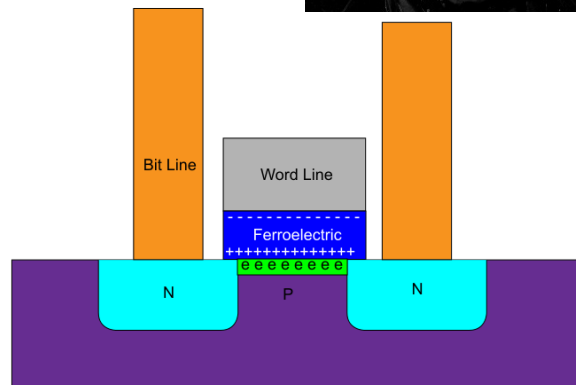 Bit Line
Word Line
- - - - - - - - - - - - - -
Ferroelectric
+++++++++++++
e e e e e e e e
N
P
N